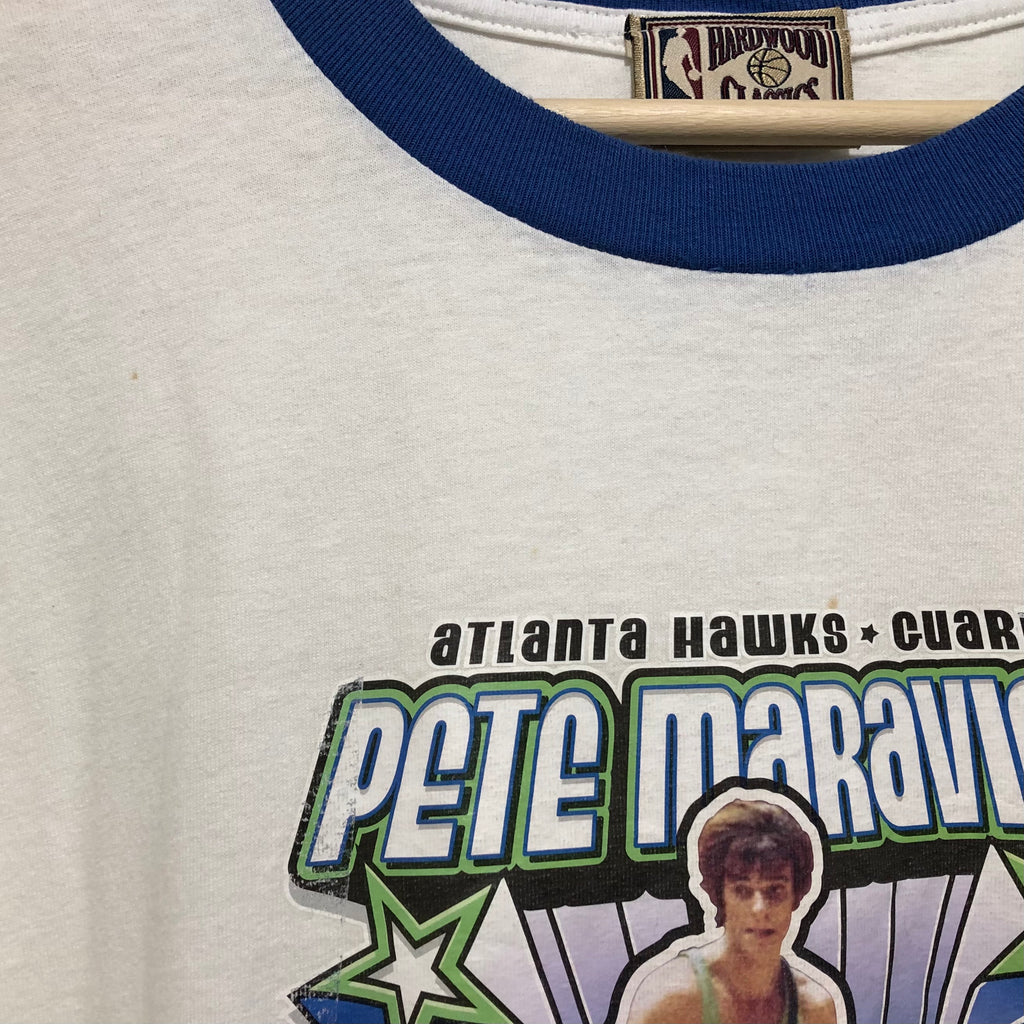 HARDWOOD
CLASSICS
ATLANTA HAWKS ★ GUAR
PETE MARAVI